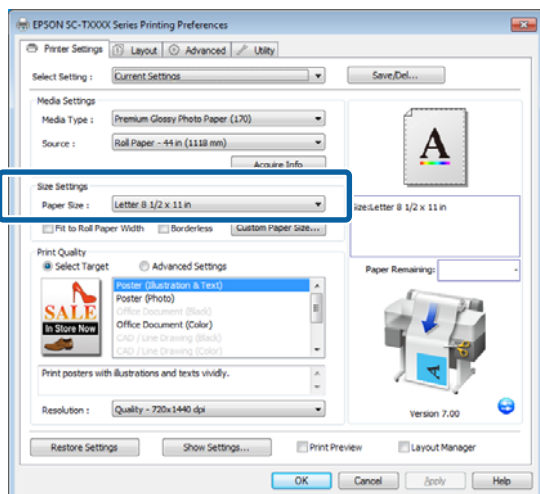 EPSON SC-TXXXX Series Printing Preferences
Printer Settings Layout Advanced Utility
Select Setting : Current Settings Save/Del...
Media Settings
Media Type : Premium Glossy Photo Paper (170)
A
Source : Roll Paper - 44 in (1118 mm)
Acquire Info
Size Settings
Paper Size : Letter 8 1/2 x 11 in
Size:Letter 8 1/2 x 11 in
Fit to Roll Paper Width Borderless Custom Paper Size...
Print Quality
Select Target Advanced Settings
Paper Remaining: -
SALE
In Store Now
Poster (Illustration & Text)
Poster (Photo)
Office Document (Black)
Office Document (Color)
CAD / Line Drawing (Black)
CAD / Line Drawing (Color)
A
Print posters with illustrations and texts vividly.
Resolution : Quality - 720x1440 dpi
Version 7.00
Restore Settings Show Settings... Print Preview Layout Manager
OK Cancel Apply Help